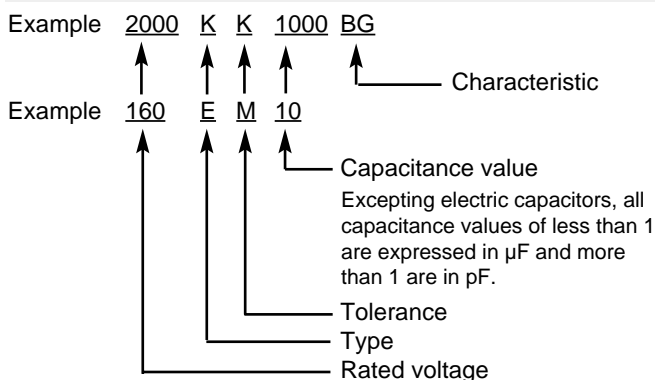 Example 2000 K K 1000 BG
Characteristic
Example 160 E M 10
Capacitance value
Excepting electric capacitors, all
capacitance values of less than 1
are expressed in µF and more
than 1 are in pF.
Tolerance
Type
Rated voltage